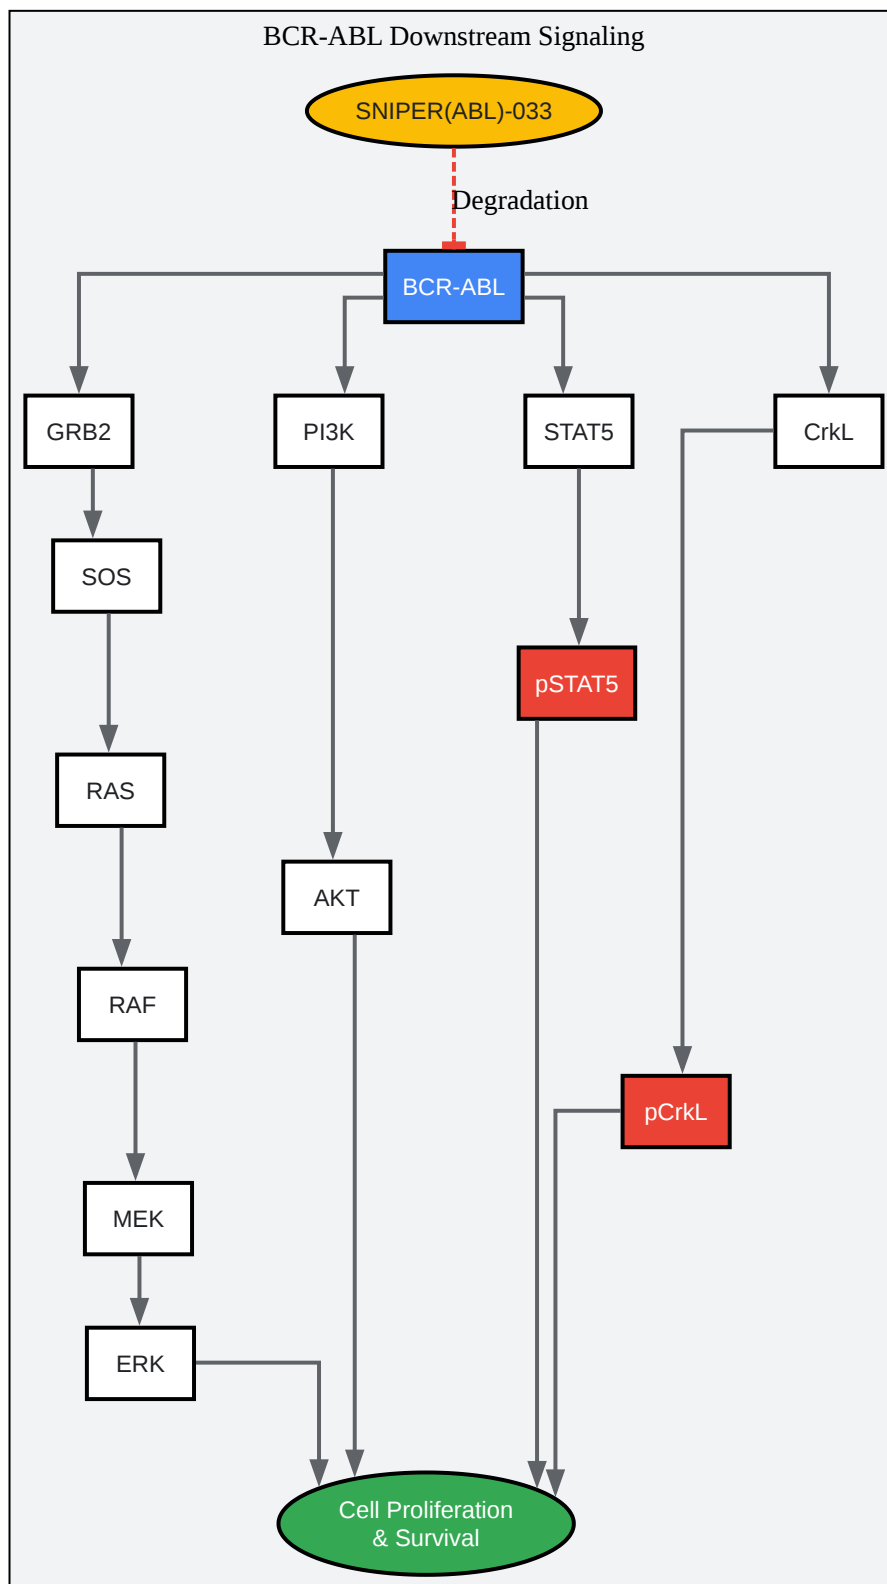 BCR-ABL Downstream Signaling
SNIPER(ABL)-033
Degradation
BCR-ABL
GRB2
PI3K
STAT5
CrkL
SOS
pSTAT5
RAS
AKT
RAF
pCrkL
MEK
ERK
Cell Proliferation
& Survival